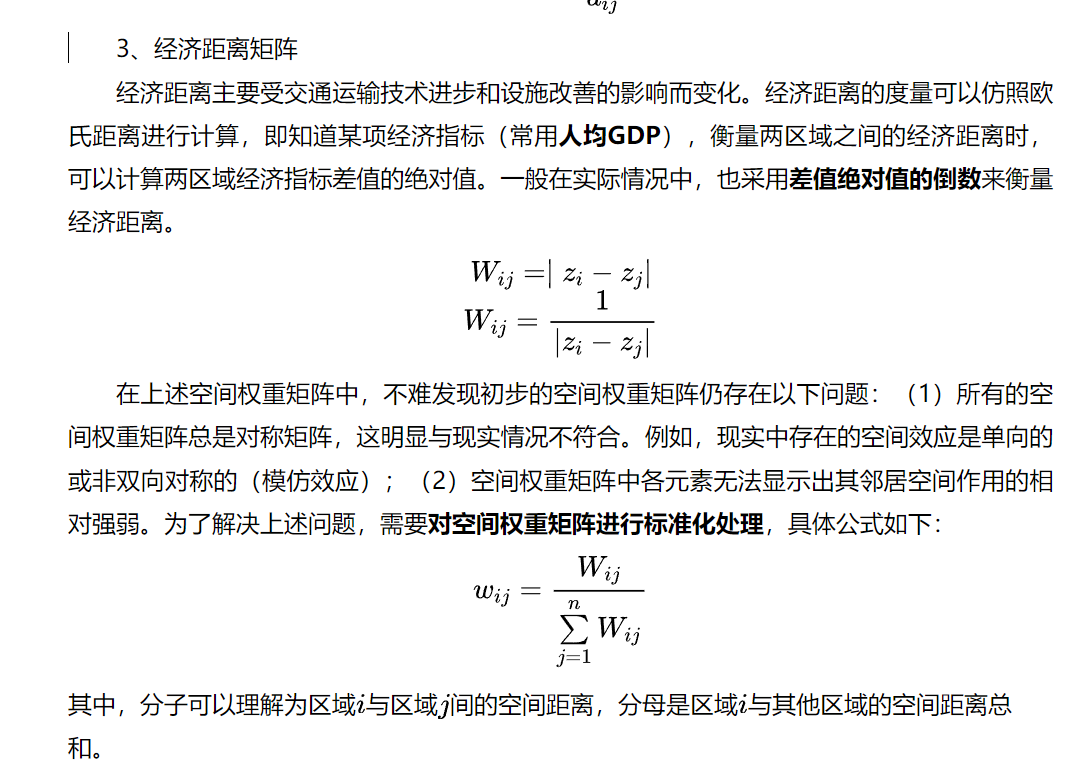 3、经济距离矩阵
经济距离主要受交通运输技术进步和设施改善的影响而变化。经济距离的度量可以仿照欧
氏距离进行计算，即知道某项经济指标（常用人均GDP），衡量两区域之间的经济距离时，
可以计算两区域经济指标差值的绝对值。一般在实际情况中，也采用差值绝对值的倒数来衡量
经济距离。
W_{ij} =| z_i − z_j|
W_{ij} = \frac{1}{|z_i − z_j|}
在上述空间权重矩阵中，不难发现初步的空间权重矩阵仍存在以下问题：（1）所有的空
间权重矩阵总是对称矩阵，这明显与现实情况不符合。例如，现实中存在的空间效应是单向的
或非双向对称的（模仿效应）；（2）空间权重矩阵中各元素无法显示出其邻居空间作用的相
对强弱。为了解决上述问题，需要对空间权重矩阵进行标准化处理，具体公式如下：
w_{ij} = \frac{W_{ij}}{\sum_{j=1}^{n} W_{ij}}
其中，分子可以理解为区域i与区域j间的空间距离，分母是区域i与其他区域的空间距离总
和。